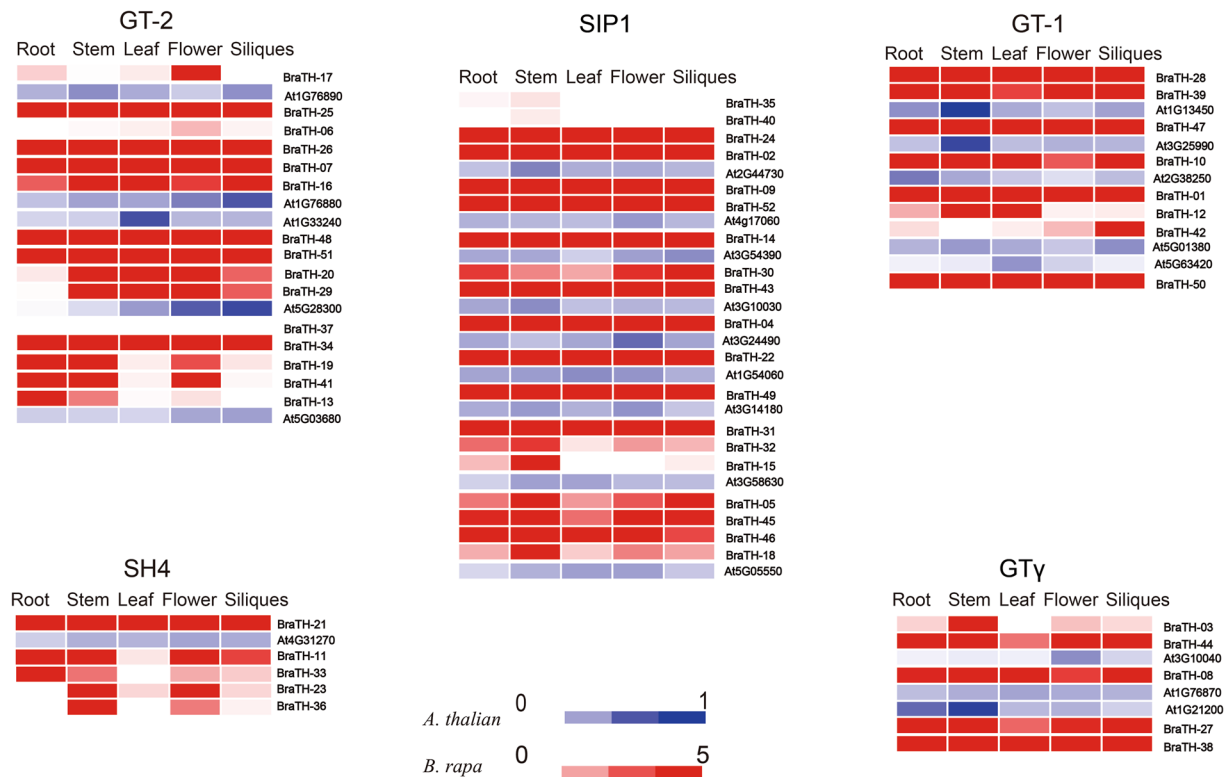 GT-2
Root Stem Leaf Flower Siliques
BraTH-17
At1G76890
BraTH-25
BraTH-06
BraTH-26
BraTH-07
BraTH-16
At1G76880
At1G33240
BraTH-48
BraTH-51
BraTH-20
BraTH-29
At5G28300
BraTH-37
BraTH-34
BraTH-19
BraTH-41
BraTH-13
At5G03680
SIP1
Root Stem Leaf Flower Siliques
BraTH-35
BraTH-40
BraTH-24
BraTH-02
At2G44730
BraTH-09
BraTH-52
At4g17060
BraTH-14
At3G54390
BraTH-30
BraTH-43
At3G10030
BraTH-04
At3G24490
BraTH-22
At1G54060
BraTH-49
At3G14180
BraTH-31
BraTH-32
BraTH-15
At3G58630
BraTH-05
BraTH-45
BraTH-46
BraTH-18
At5G05550
GT-1
Root Stem Leaf Flower Siliques
BraTH-28
BraTH-39
At1G13450
BraTH-47
At3G25990
BraTH-10
At2G38250
BraTH-01
BraTH-12
BraTH-42
At5G01380
At5G63420
BraTH-50
SH4
Root Stem Leaf Flower Siliques
BraTH-21
At4G31270
BraTH-11
BraTH-33
BraTH-23
BraTH-36
0 1
A. thalian
0 5
B. rapa
GTγ
Root Stem Leaf Flower Siliques
BraTH-03
BraTH-44
At3G10040
BraTH-08
At1G76870
At1G21200
BraTH-27
BraTH-38